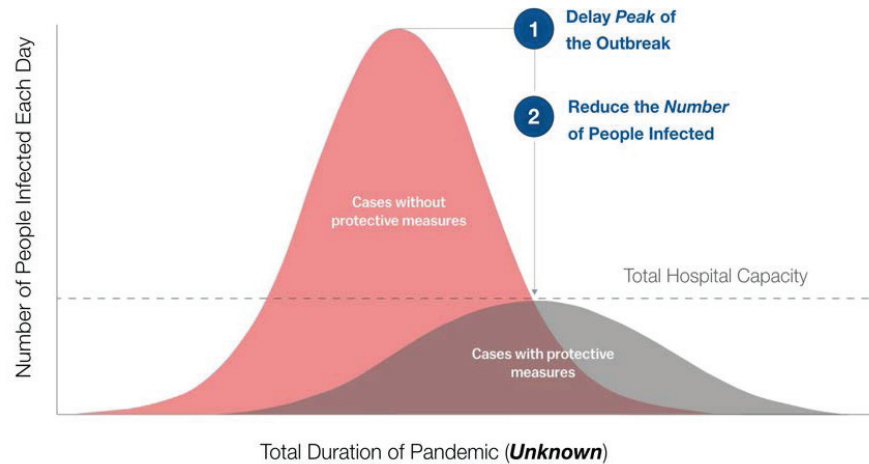 1
Delay Peak of
the Outbreak
2
Reduce the Number
of People Infected
Number of People Infected Each Day
Cases without
protective measures
Total Hospital Capacity
Cases with protective
measures
Total Duration of Pandemic (Unknown)